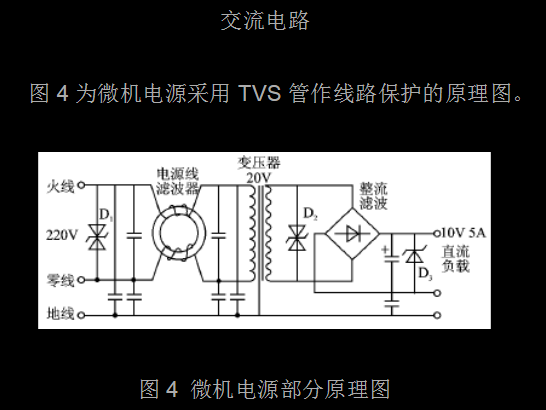 交流电路
图 4 为微机电源采用 TVS 管作线路保护的原理图。
火线
220V
零线
地线
D1
电源线
滤波器
变压器
20V
D2
整流
滤波
+
10V 5A
直流
负载
D3
图 4 微机电源部分原理图